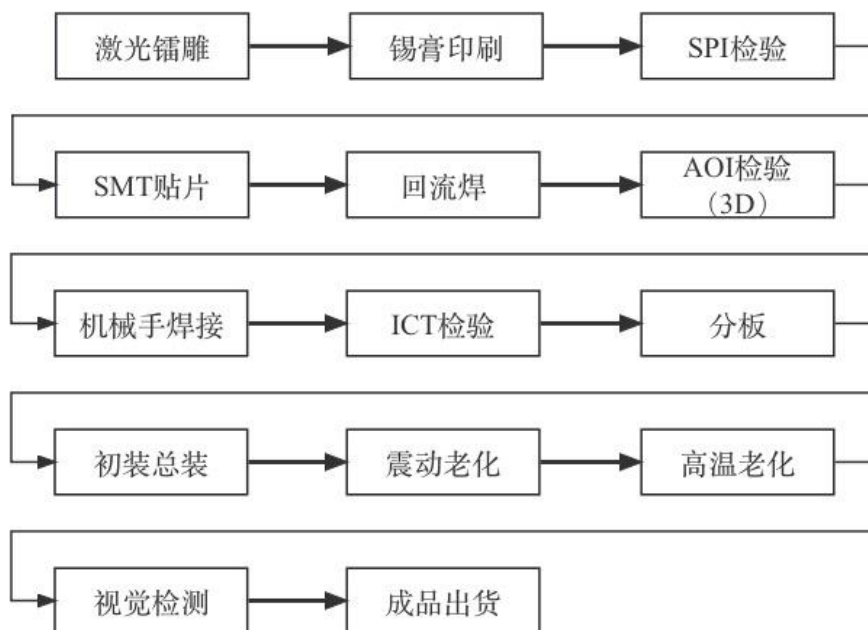 激光镭雕
锡膏印刷
SPI检验
SMT贴片
回流焊
AOI检验
（3D）
机械手焊接
ICT检验
分板
初装总装
震动老化
高温老化
视觉检测
成品出货